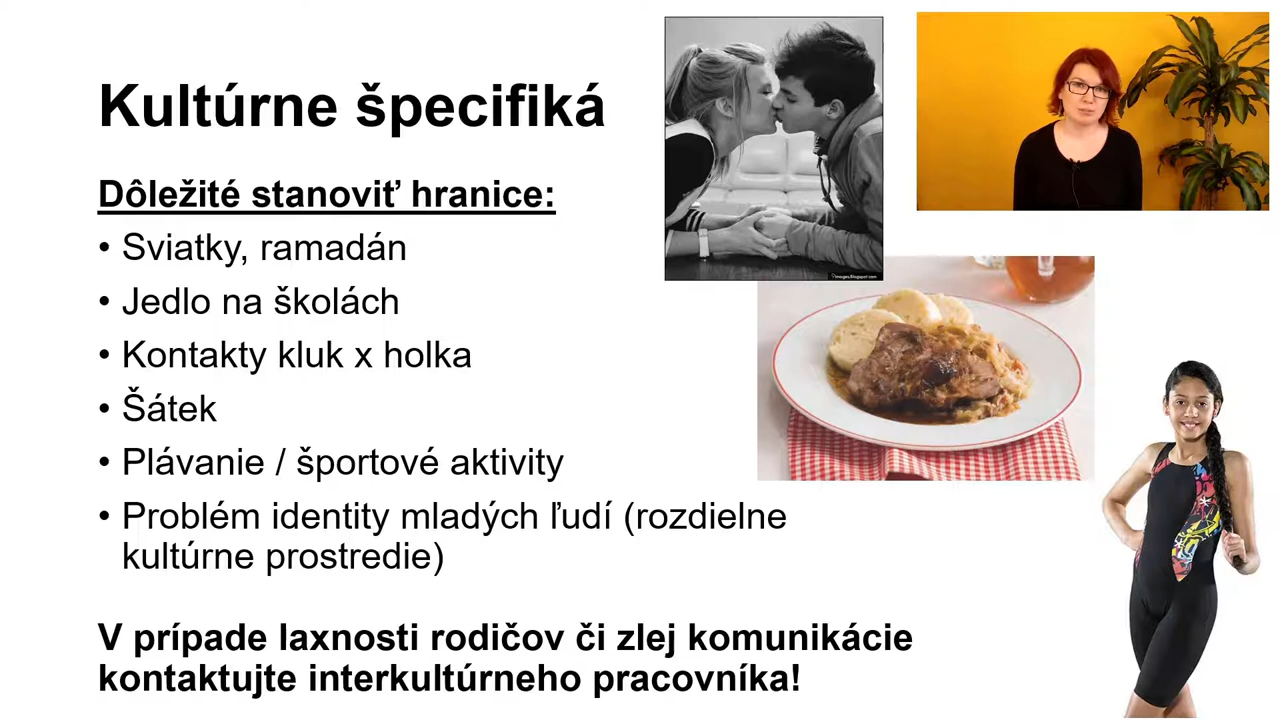 Kultúrne špecifiká
Dôležité stanoviť hranice:
• Sviatky, ramadán
• Jedlo na školách
• Kontakty kluk x holka
• Šátek
• Plávanie / športové aktivity
• Problém identity mladých ľudí (rozdielne
kultúrne prostredie)
V prípade laxnosti rodičov či zlej komunikácie
kontaktujte interkultúrneho pracovníka!